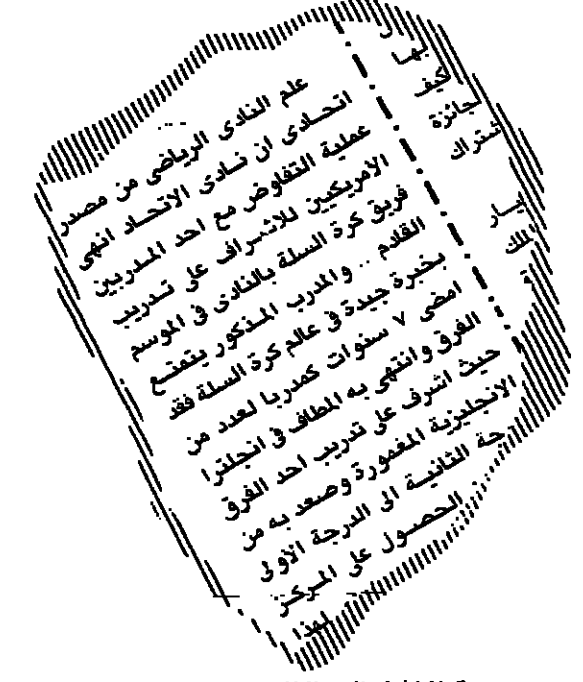 علم النادى الرياضى من مصدر
اتحادى ان نادى الاتحاد انهى
عملية التفاوض مع احد المدربين
الامريكيين للاشراف على تدريب
فريق كرة السلة بالنادى فى الموسم
القادم .. والمدرب المذكور يتمتع
بخبرة جيدة فى عالم كرة السلة فقد
امضى ٧ سنوات كمدربا لعدد من
الفرق وانتهى به المطاف فى انجلترا
حيث اشرف على تدريب احد الفرق
الانجليزية المغمورة وصعد به من
جة الثانية الى الدرجة الاولى
الحصول على المركز
لهذا
بها
كيف
جائزة
شتراك
يار
الملك